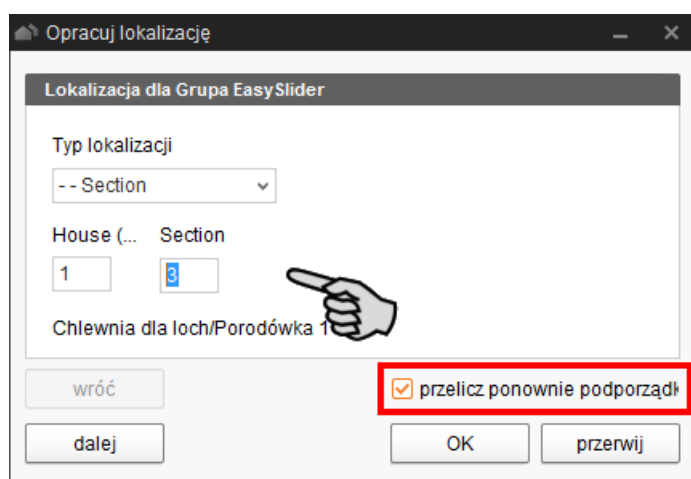 Opracuj lokalizację
Lokalizacja dla Grupa EasySlider
Typ lokalizacji
- - Section
House (... Section
1 3
Chlewnia dla loch/Porodówka 1
wróć przelicz ponownie podporządk
dalej OK przerwij